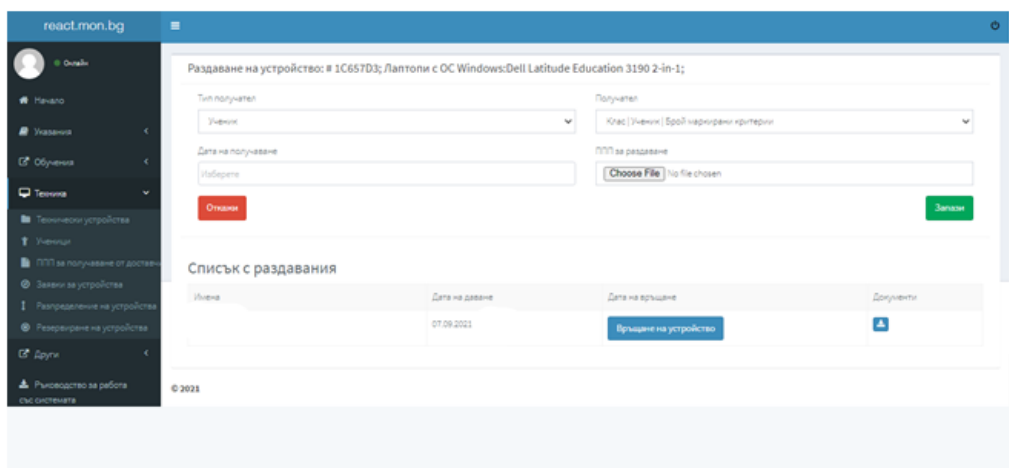 react.mon.bg
Онлайн
Начало
Указания
Обучения
Техника
Технически устройства
Ученици
ППП за получаване от доставчик
Заявки за устройства
Разпределение на устройства
Резервиране на устройства
Други
Ръководство за работа
със системата
Раздаване на устройство: # 1C657D3; Лаптопи с ОС Windows:Dell Latitude Education 3190 2-in-1;
Тип получател
Получател
Ученик
Клас | Ученик | Брой маркирани критерии
Дата на получаване
ППП за раздаване
Изберете
Choose File No file chosen
Откажи
Запази
Списък с раздавания
Имена
Дата на даване
Дата на връщане
Документи
07.09.2021
Връщане на устройство
© 2021